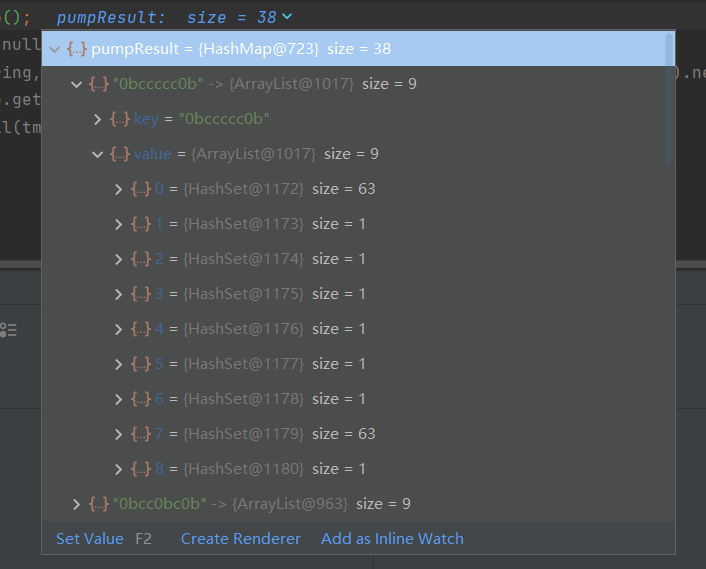 ();   pumpResult:  size = 38
null
pumpResult = {HashMap@723}  size = 38
ing,
"0bccccc0b" -> {ArrayList@1017}  size = 9
).ne
.get
key = "0bccccc0b"
l(tm
value = {ArrayList@1017}  size = 9
0 = {HashSet@1172}  size = 63
1 = {HashSet@1173}  size = 1
2 = {HashSet@1174}  size = 1
3 = {HashSet@1175}  size = 1
4 = {HashSet@1176}  size = 1
5 = {HashSet@1177}  size = 1
6 = {HashSet@1178}  size = 1
7 = {HashSet@1179}  size = 63
8 = {HashSet@1180}  size = 1
"0bcc0bc0b" -> {ArrayList@963}  size = 9
Set Value  F2  Create Renderer  Add as Inline Watch